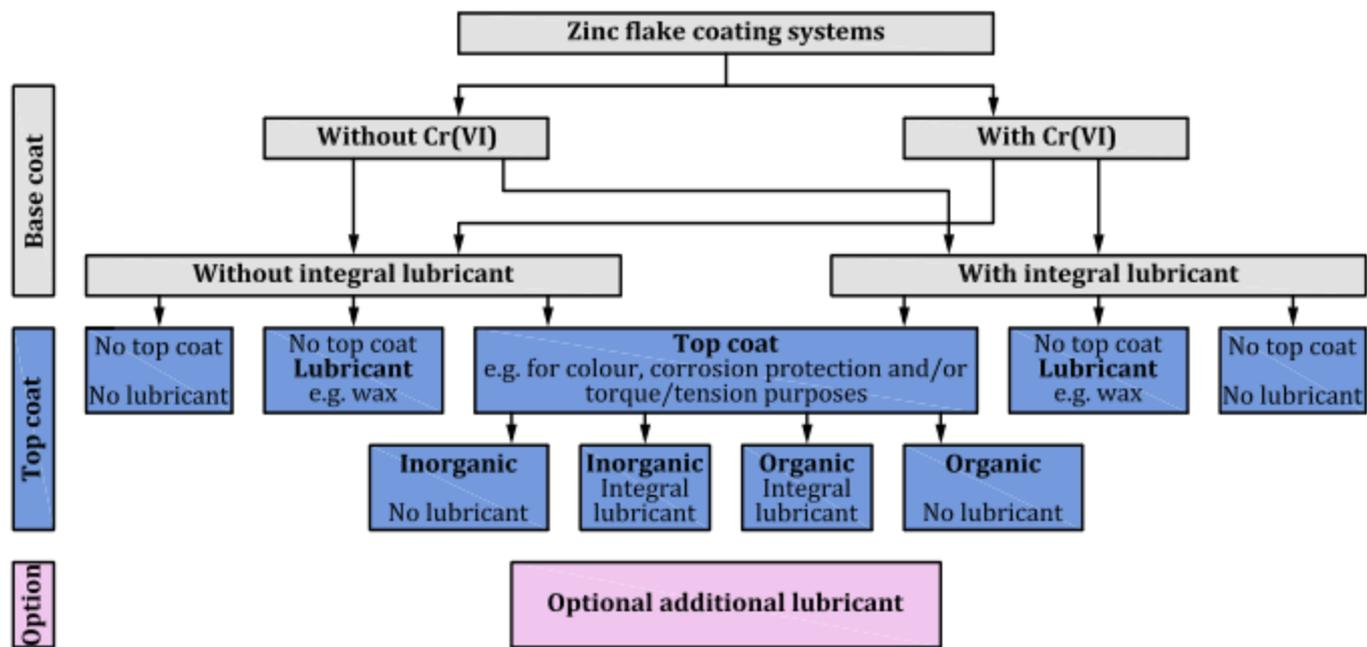 Zinc flake coating systems
Base coat
Without Cr(VI)
With Cr(VI)
Without integral lubricant
With integral lubricant
Top coat
No top coat
No lubricant
No top coat
Lubricant
e.g. wax
Top coat
e.g. for colour, corrosion protection and/or
torque/tension purposes
No top coat
Lubricant
e.g. wax
No top coat
No lubricant
Inorganic
No lubricant
Inorganic
Integral
lubricant
Organic
Integral
lubricant
Organic
No lubricant
Option
Optional additional lubricant